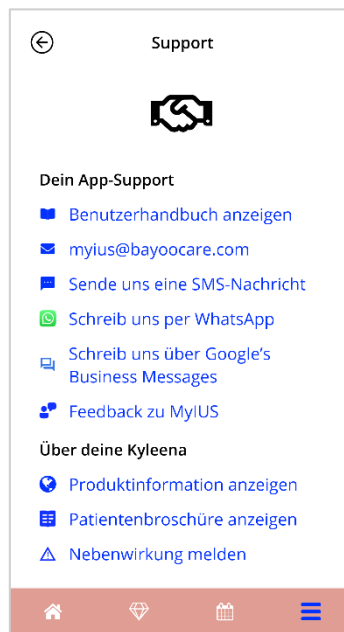 Support
Dein App-Support
Benutzerhandbuch anzeigen
myius@bayoocare.com
Sende uns eine SMS-Nachricht
Schreib uns per WhatsApp
Schreib uns über Google's
Business Messages
Feedback zu MyIUS
Über deine Kyleena
Produktinformation anzeigen
Patientenbroschüre anzeigen
Nebenwirkung melden